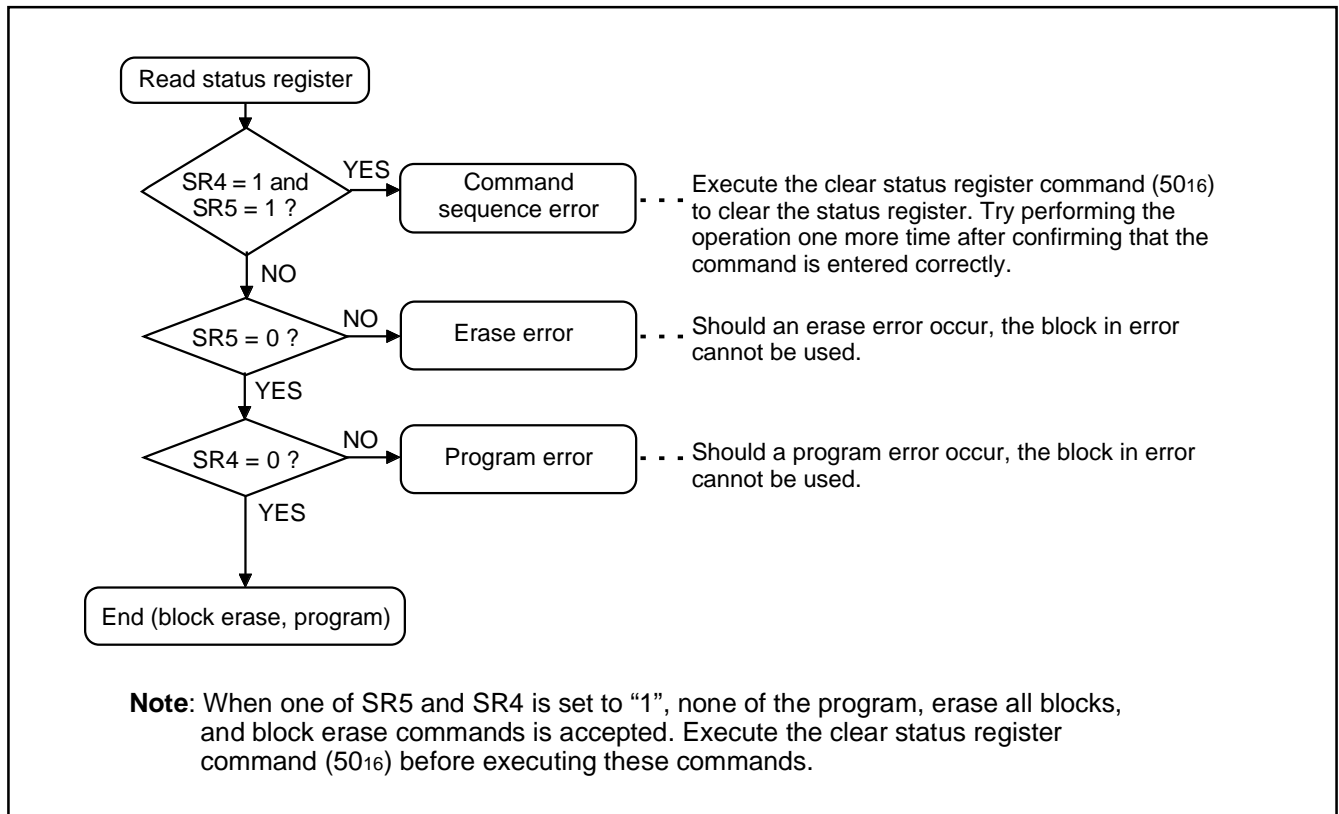 Read status register
SR4 = 1 and
SR5 = 1 ?
YES
Command
sequence error
Execute the clear status register command (5016)
to clear the status register. Try performing the
operation one more time after confirming that the
command is entered correctly.
NO
SR5 = 0 ?
NO
Erase error
Should an erase error occur, the block in error
cannot be used.
YES
SR4 = 0 ?
NO
Program error
Should a program error occur, the block in error
cannot be used.
YES
End (block erase, program)
Note: When one of SR5 and SR4 is set to “1”, none of the program, erase all blocks,
and block erase commands is accepted. Execute the clear status register
command (5016) before executing these commands.